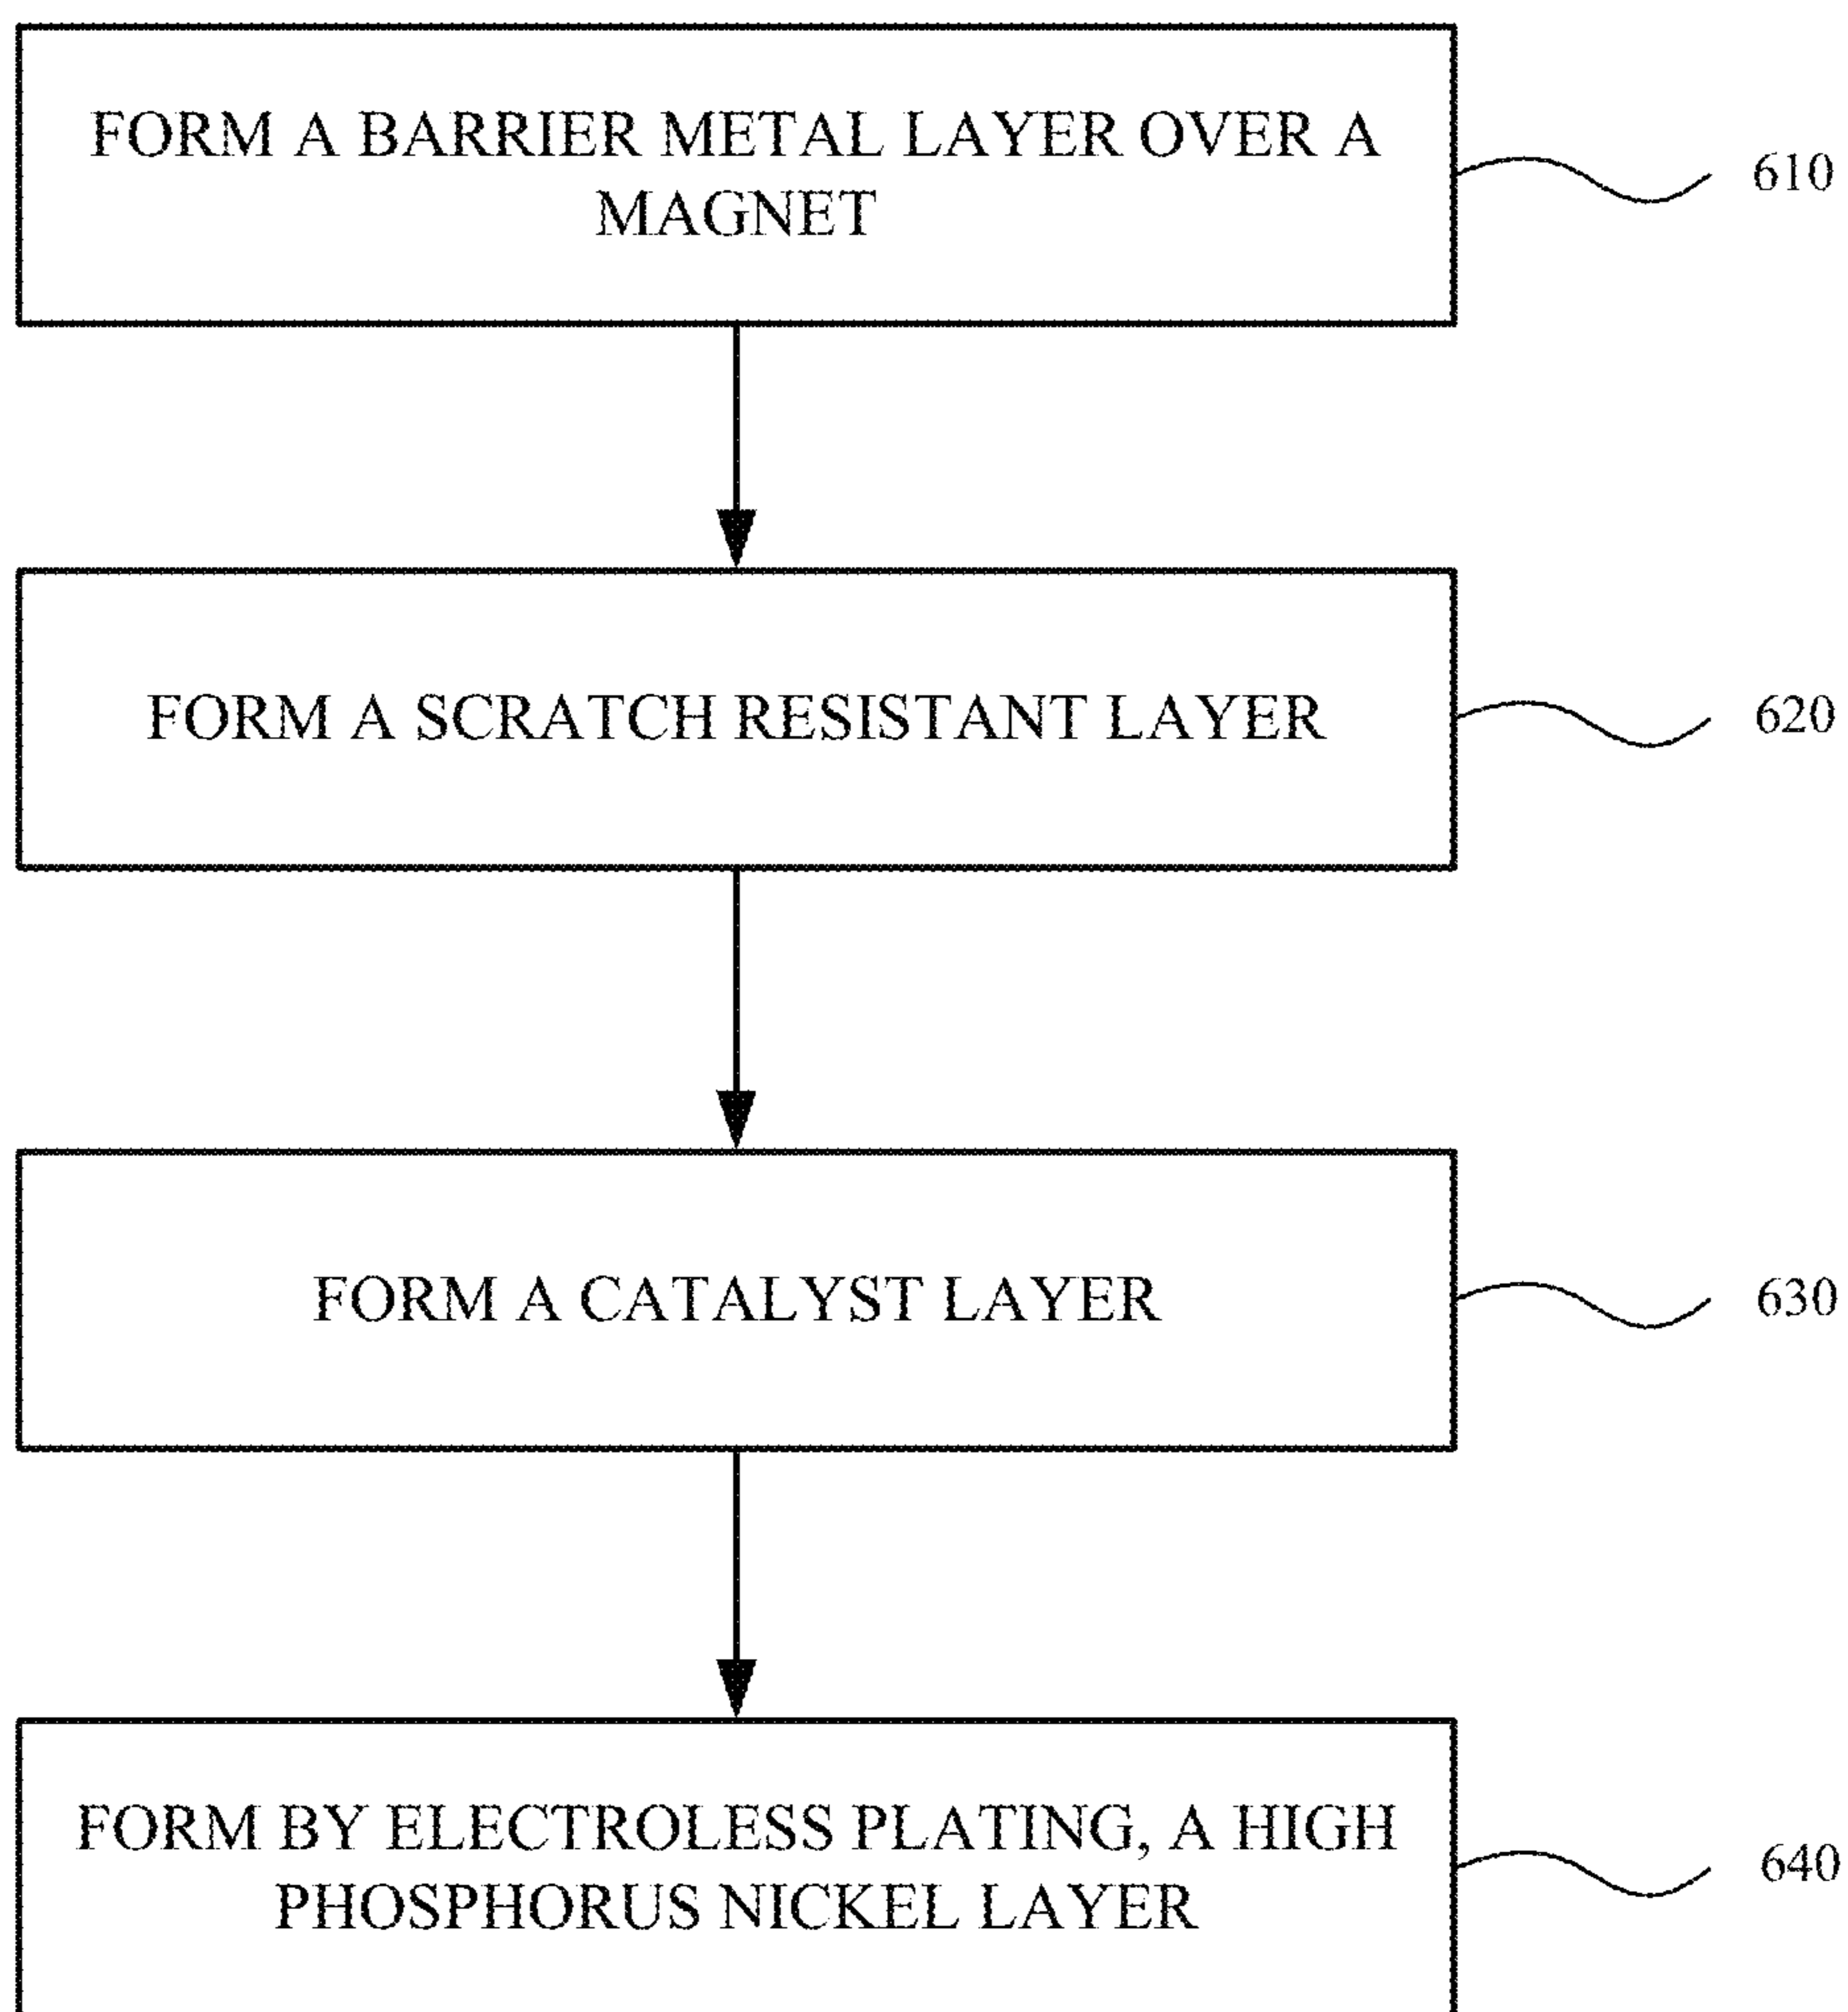 FORM A BARRIER METAL LAYER OVER A
MAGNET
610
FORM A SCRATCH RESISTANT LAYER
620
FORM A CATALYST LAYER
630
FORM BY ELECTROLESS PLATING, A HIGH
PHOSPHORUS NICKEL LAYER
640